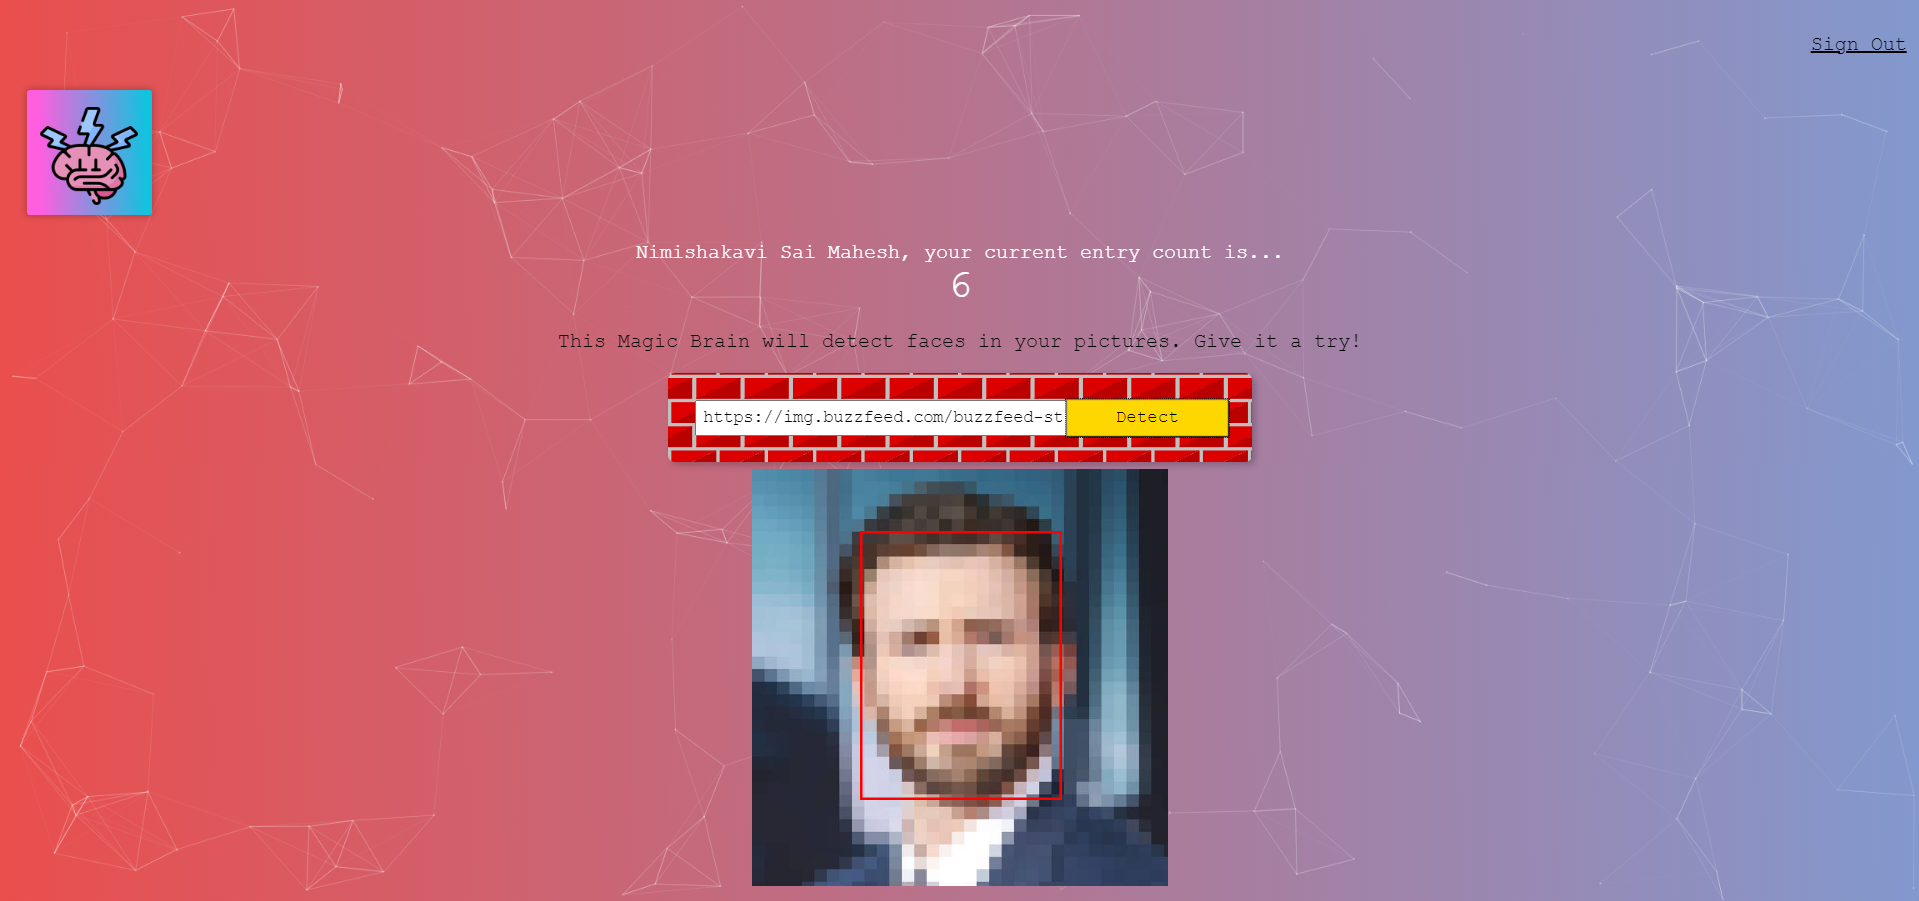 Sign Out
Nimishakavi Sai Mahesh, your current entry count is...
6
This Magic Brain will detect faces in your pictures. Give it a try!
https://img.buzzfeed.com/buzzfeed-st
Detect